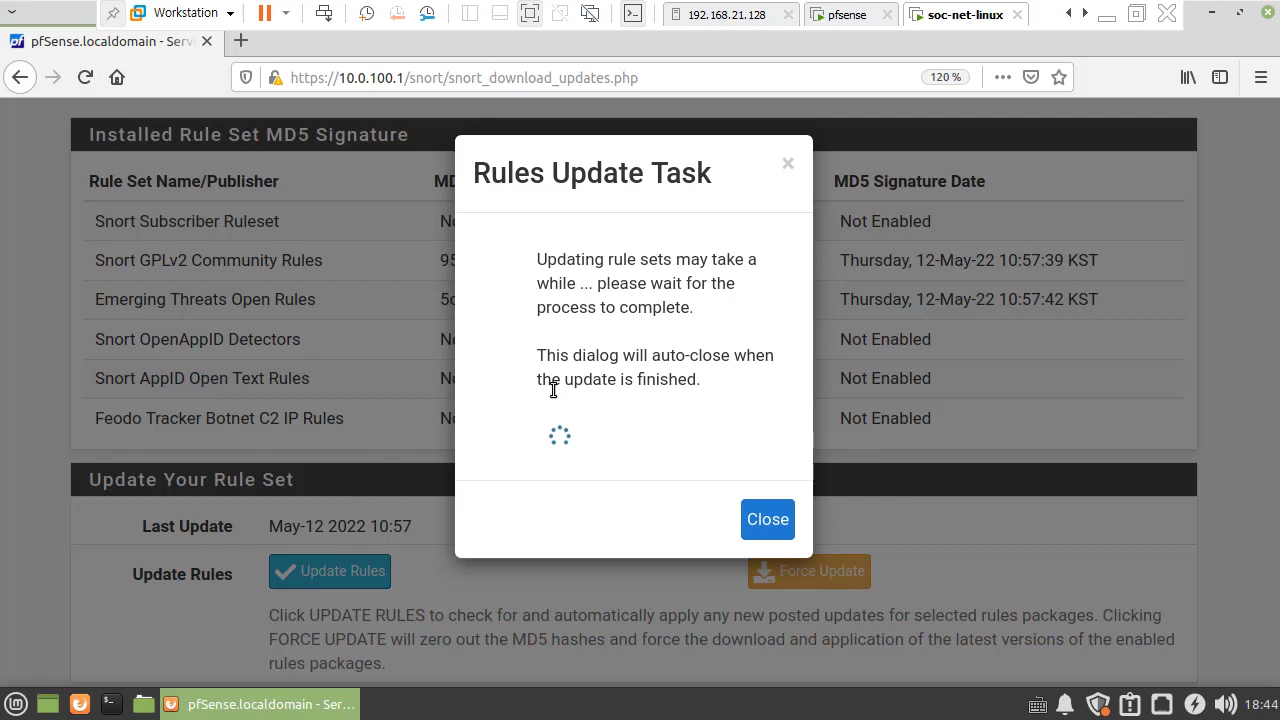 Workstation
192.168.21.128
pfsense
soc-net-linux
pfSense.localdomain - Serv
https://10.0.100.1/snort/snort_download_updates.php
120 %
Installed Rule Set MD5 Signature
Rule Set Name/Publisher MD5 Signature Date
Snort Subscriber Ruleset Not Enabled
Snort GPLv2 Community Rules 95 Thursday, 12-May-22 10:57:39 KST
Emerging Threats Open Rules 5c Thursday, 12-May-22 10:57:42 KST
Snort OpenAppID Detectors Not Enabled
Snort AppID Open Text Rules Not Enabled
Feodo Tracker Botnet C2 IP Rules Not Enabled
Rules Update Task ×
Updating rule sets may take a
while ... please wait for the
process to complete.
This dialog will auto-close when
the update is finished.
Close
Update Your Rule Set
Last Update May-12 2022 10:57
Update Rules Update Rules Force Update
Click UPDATE RULES to check for and automatically apply any new posted updates for selected rules packages. Clicking
FORCE UPDATE will zero out the MD5 hashes and force the download and application of the latest versions of the enabled
rules packages.
pfSense.localdomain - Ser...
18:44